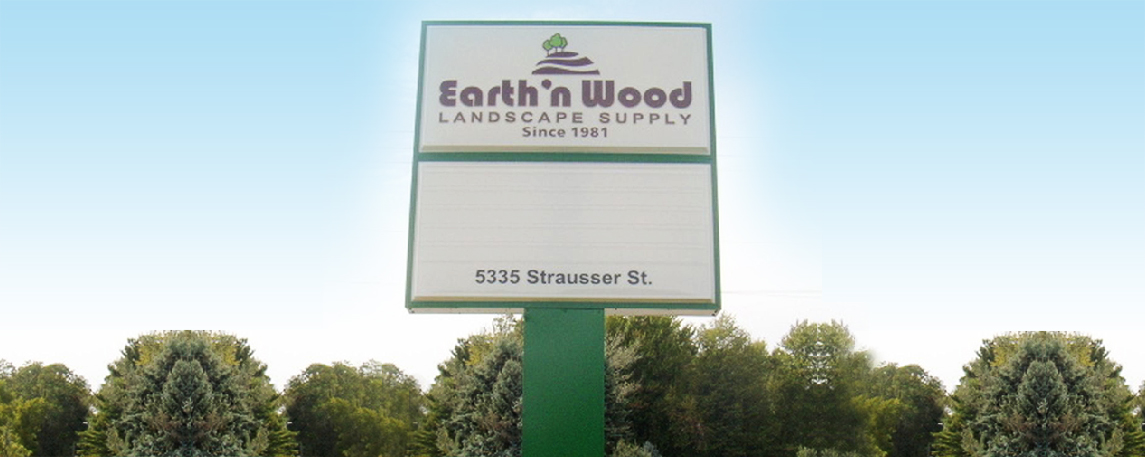 Earth'n Wood
LANDSCAPE SUPPLY
Since 1981
5335 Strausser St.